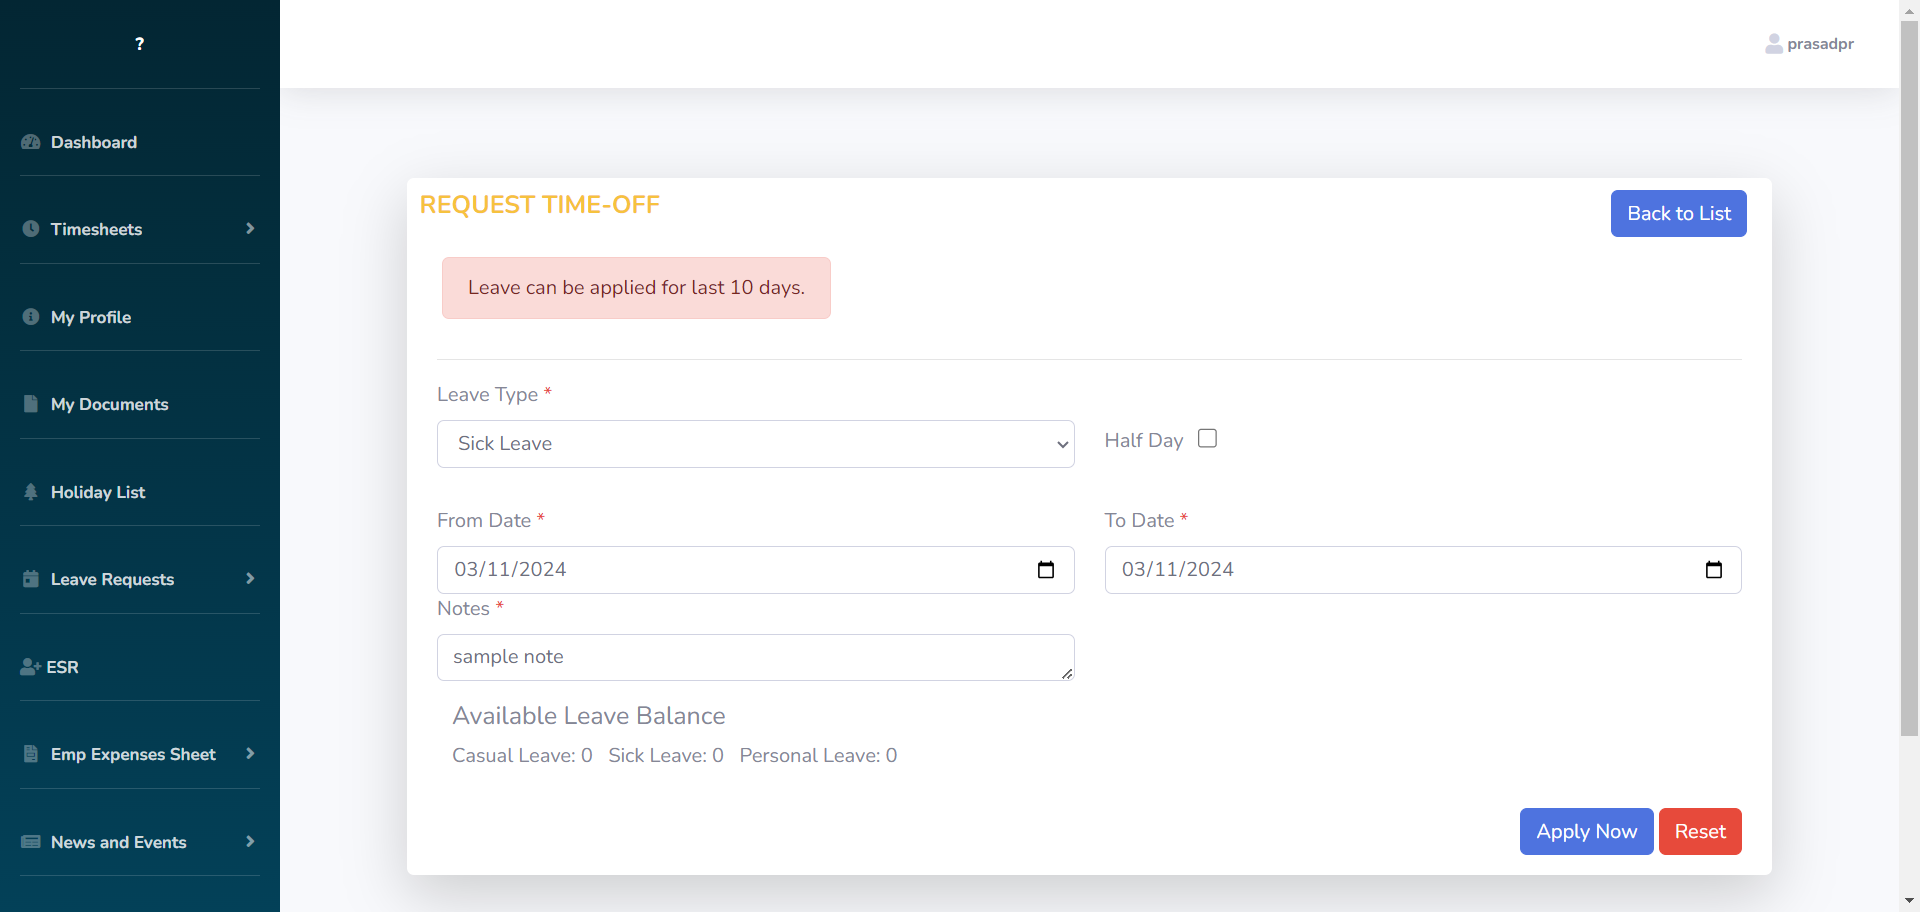 ?
prasadpr
Dashboard
Timesheets
My Profile
My Documents
Holiday List
Leave Requests
ESR
Emp Expenses Sheet
News and Events
REQUEST TIME-OFF
Back to List
Leave can be applied for last 10 days.
Leave Type *
Sick Leave
Half Day
From Date *
To Date *
03/11/2024
03/11/2024
Notes *
sample note
Available Leave Balance
Casual Leave: 0 Sick Leave: 0 Personal Leave: 0
Apply Now
Reset